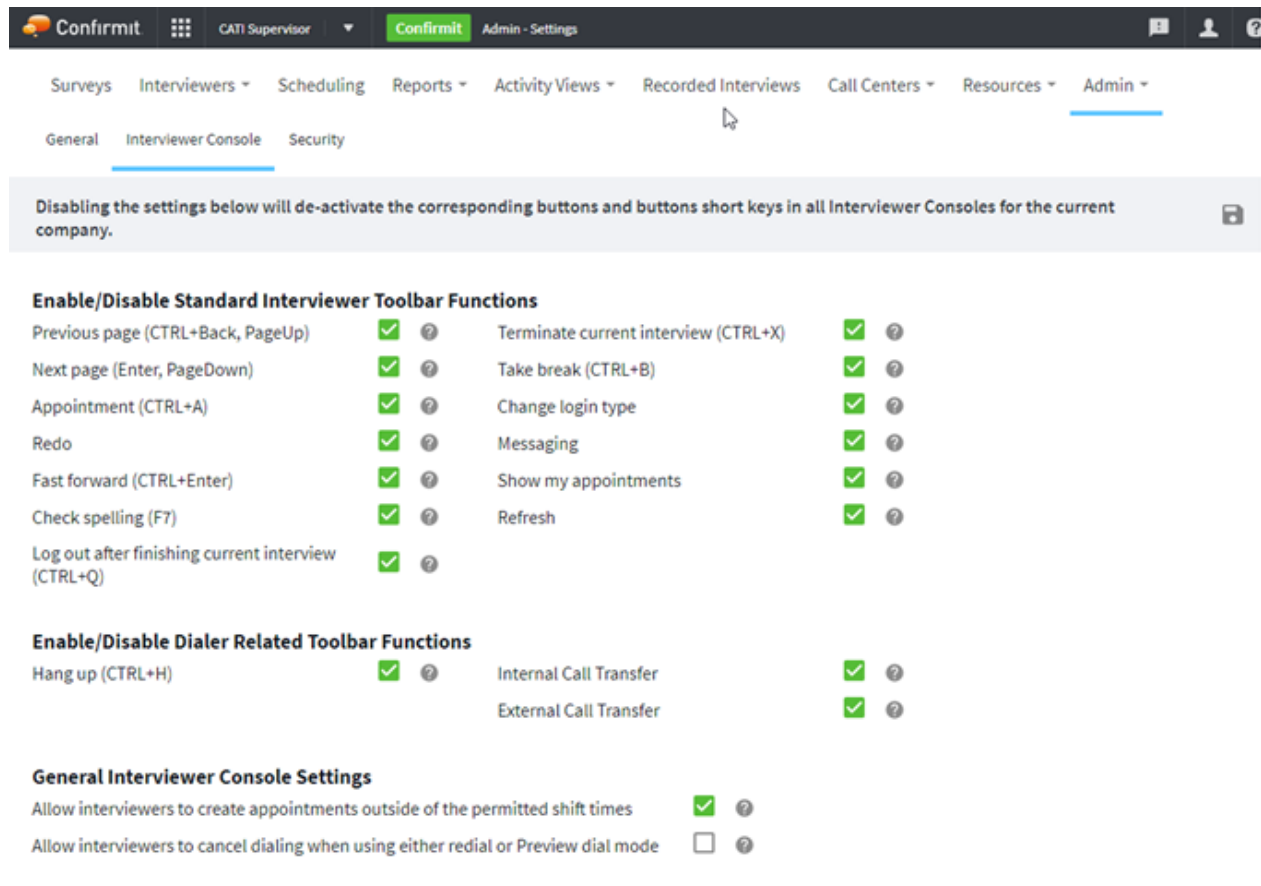 Confirmit CATI Supervisor Confirmit Admin - Settings
Surveys Interviewers Scheduling Reports Activity Views Recorded Interviews Call Centers Resources Admin
General Interviewer Console Security
Disabling the settings below will de-activate the corresponding buttons and buttons short keys in all Interviewer Consoles for the current
company.
Enable/Disable Standard Interviewer Toolbar Functions
Previous page (CTRL+Back, PageUp) Terminate current interview (CTRL+X)
Next page (Enter, PageDown) Take break (CTRL+B)
Appointment (CTRL+A) Change login type
Redo Messaging
Fast forward (CTRL+Enter) Show my appointments
Check spelling (F7) Refresh
Log out after finishing current interview
(CTRL+Q)
Enable/Disable Dialer Related Toolbar Functions
Hang up (CTRL+H) Internal Call Transfer
External Call Transfer
General Interviewer Console Settings
Allow interviewers to create appointments outside of the permitted shift times
Allow interviewers to cancel dialing when using either redial or Preview dial mode